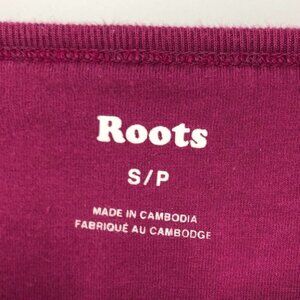 Roots
S/P
MADE IN CAMBODIA
FABRIQUÉ AU CAMBODGE